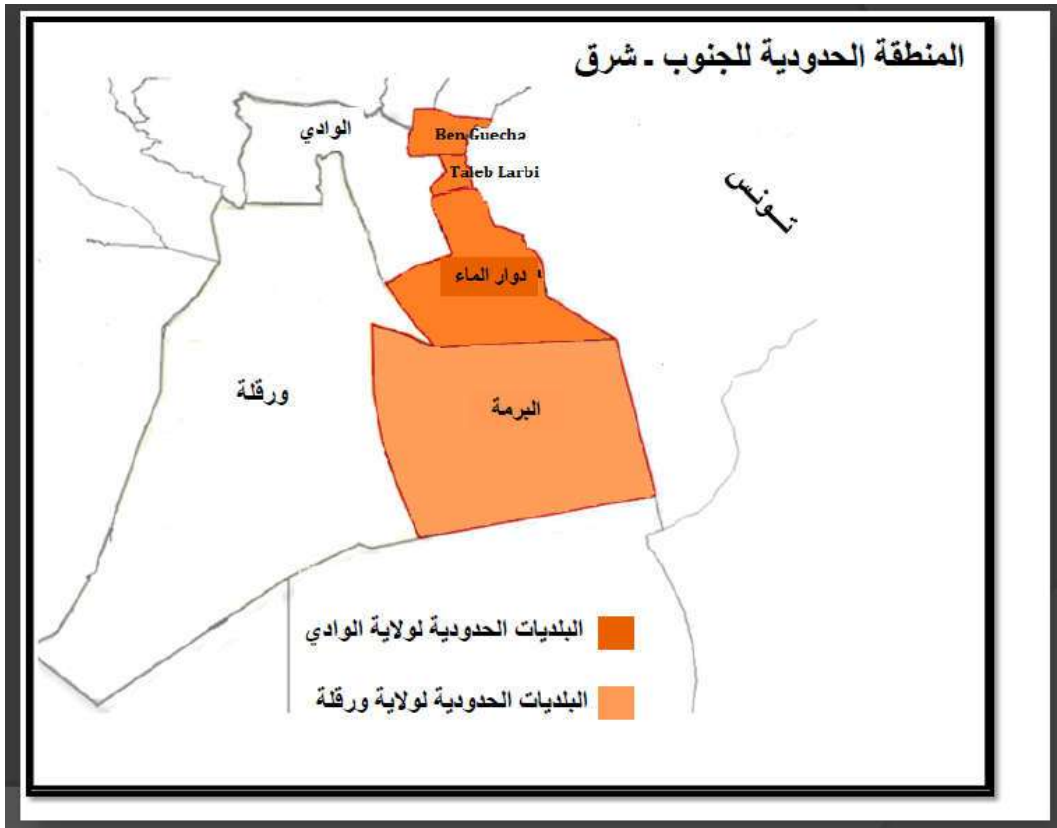 المنطقة الحدودية للجنوب - شرق
الوادي
Ben Guecha
Taleb Larbi
تـونـس
دوار الماء
ورقلة
البرمة
البلديات الحدودية لولاية الوادي
البلديات الحدودية لولاية ورقلة